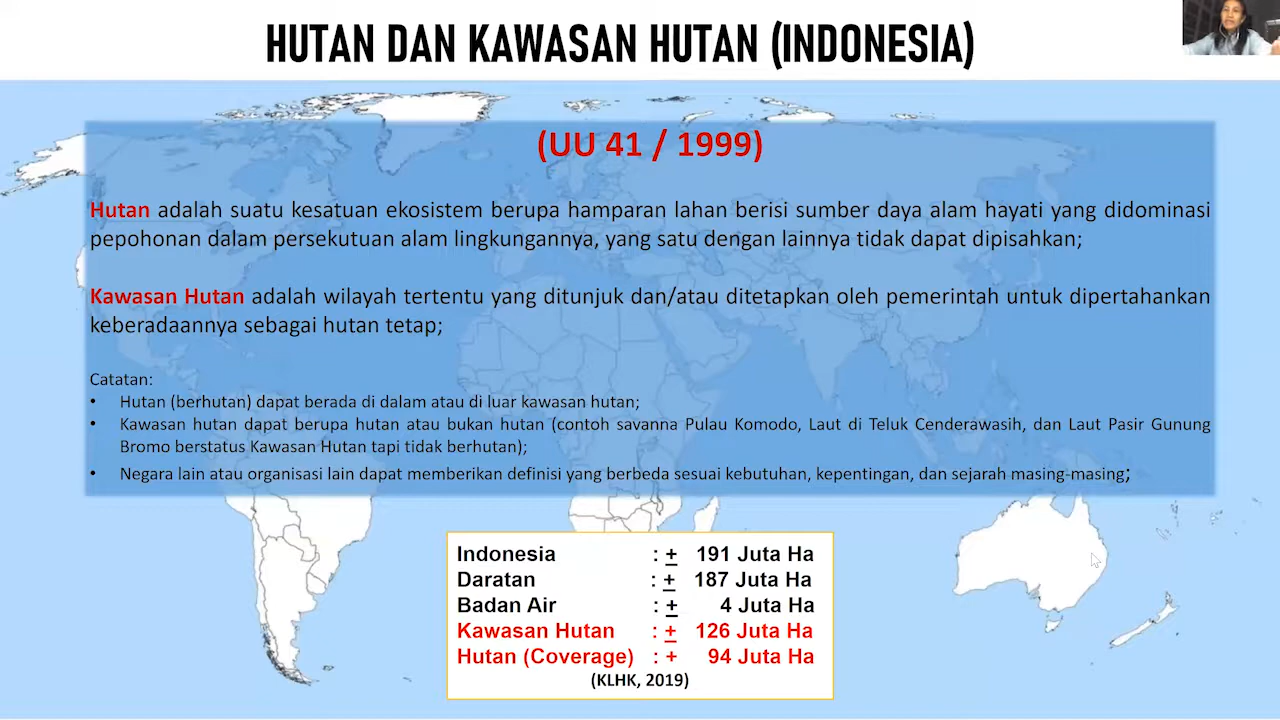 HUTAN DAN KAWASAN HUTAN (INDONESIA)
(UU 41 / 1999)
Hutan adalah suatu kesatuan ekosistem berupa hamparan lahan berisi sumber daya alam hayati yang didominasi
pepohonan dalam persekutuan alam lingkungannya, yang satu dengan lainnya tidak dapat dipisahkan;
Kawasan Hutan adalah wilayah tertentu yang ditunjuk dan/atau ditetapkan oleh pemerintah untuk dipertahankan
keberadaannya sebagai hutan tetap;
Catatan:
• Hutan (berhutan) dapat berada di dalam atau di luar kawasan hutan;
• Kawasan hutan dapat berupa hutan atau bukan hutan (contoh savanna Pulau Komodo, Laut di Teluk Cenderawasih, dan Laut Pasir Gunung
Bromo berstatus Kawasan Hutan tapi tidak berhutan);
• Negara lain atau organisasi lain dapat memberikan definisi yang berbeda sesuai kebutuhan, kepentingan, dan sejarah masing-masing;
Indonesia : ± 191 Juta Ha
Daratan : ± 187 Juta Ha
Badan Air : ± 4 Juta Ha
Kawasan Hutan : ± 126 Juta Ha
Hutan (Coverage) : + 94 Juta Ha
(KLHK, 2019)